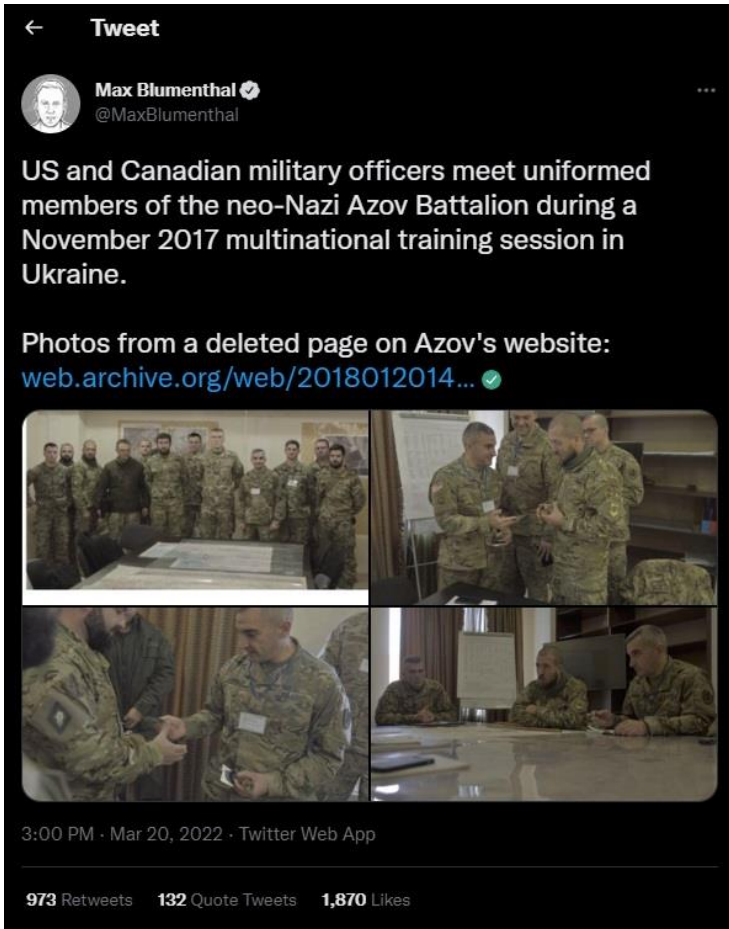 Tweet
Max Blumenthal
@MaxBlumenthal
US and Canadian military officers meet uniformed
members of the neo-Nazi Azov Battalion during a
November 2017 multinational training session in
Ukraine.
Photos from a deleted page on Azov's website:
web.archive.org/web/2018012014...
3:00 PM · Mar 20, 2022 · Twitter Web App
973 Retweets 132 Quote Tweets 1,870 Likes